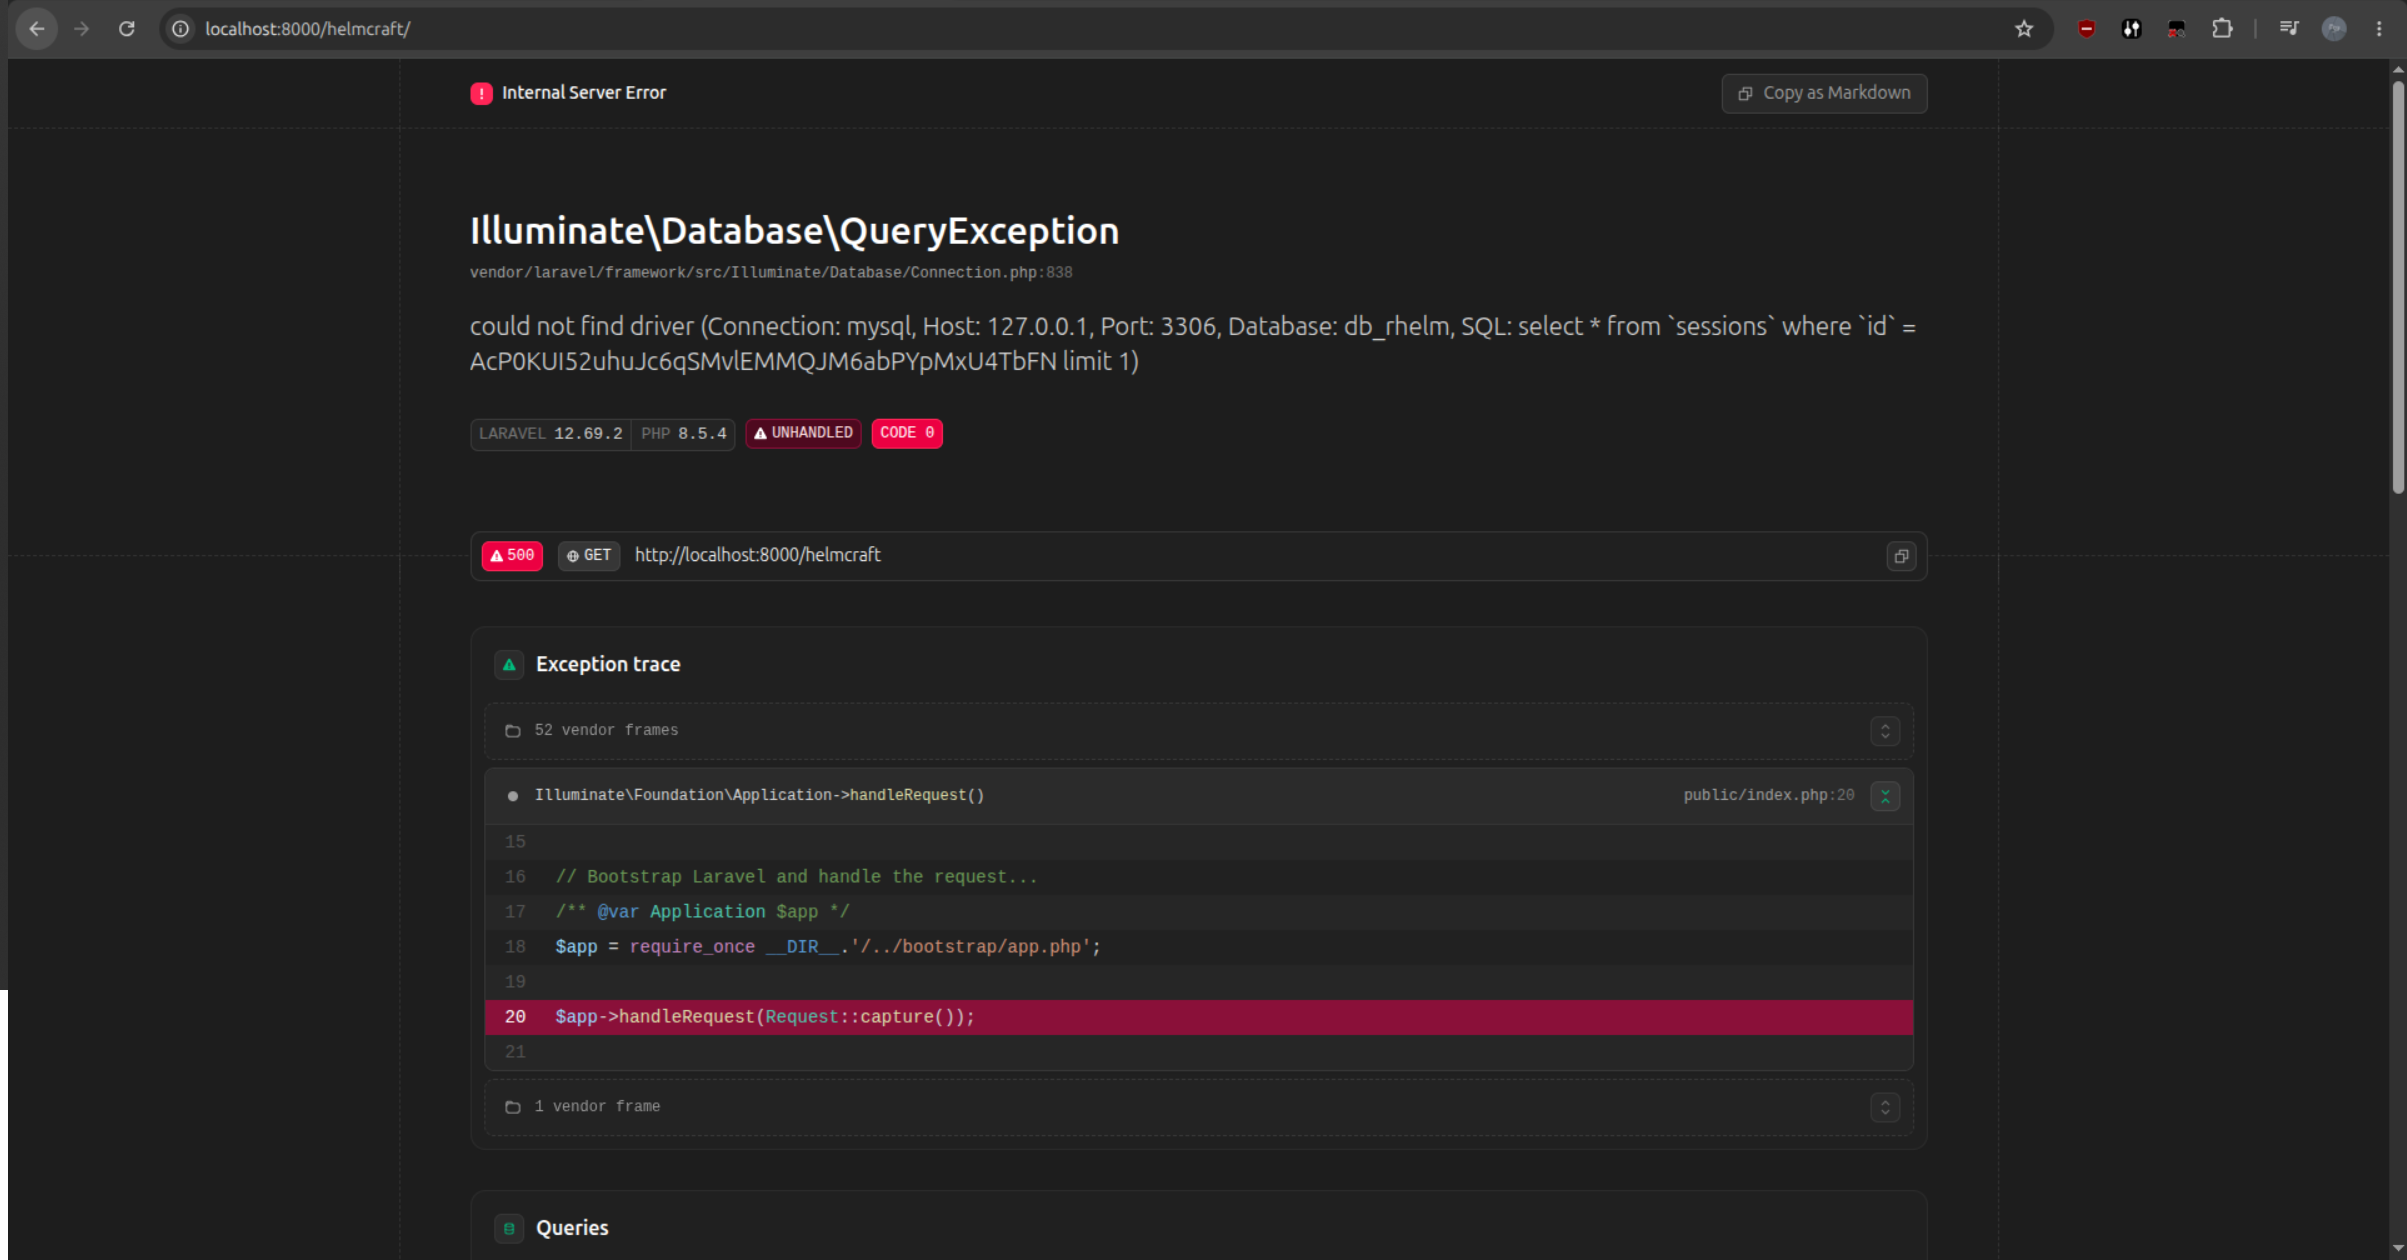 localhost:8000/helmcraft/
Internal Server Error
Copy as Markdown
Illuminate\Database\QueryException
vendor/laravel/framework/src/Illuminate/Database/Connection.php:838
could not find driver (Connection: mysql, Host: 127.0.0.1, Port: 3306, Database: db_rhelm, SQL: select * from `sessions` where `id` =
AcP0KUI52uhuJc6qSMvlEMMQJM6abPYpMxU4TbFN limit 1)
LARAVEL 12.69.2 PHP 8.5.4 UNHANDLED CODE 0
500 GET http://localhost:8000/helmcraft
Exception trace
52 vendor frames
Illuminate\Foundation\Application->handleRequest() public/index.php:20
15
16 // Bootstrap Laravel and handle the request...
17 /** @var Application $app */
18 $app = require_once __DIR__.'/../bootstrap/app.php';
19
20 $app->handleRequest(Request::capture());
21
1 vendor frame
Queries